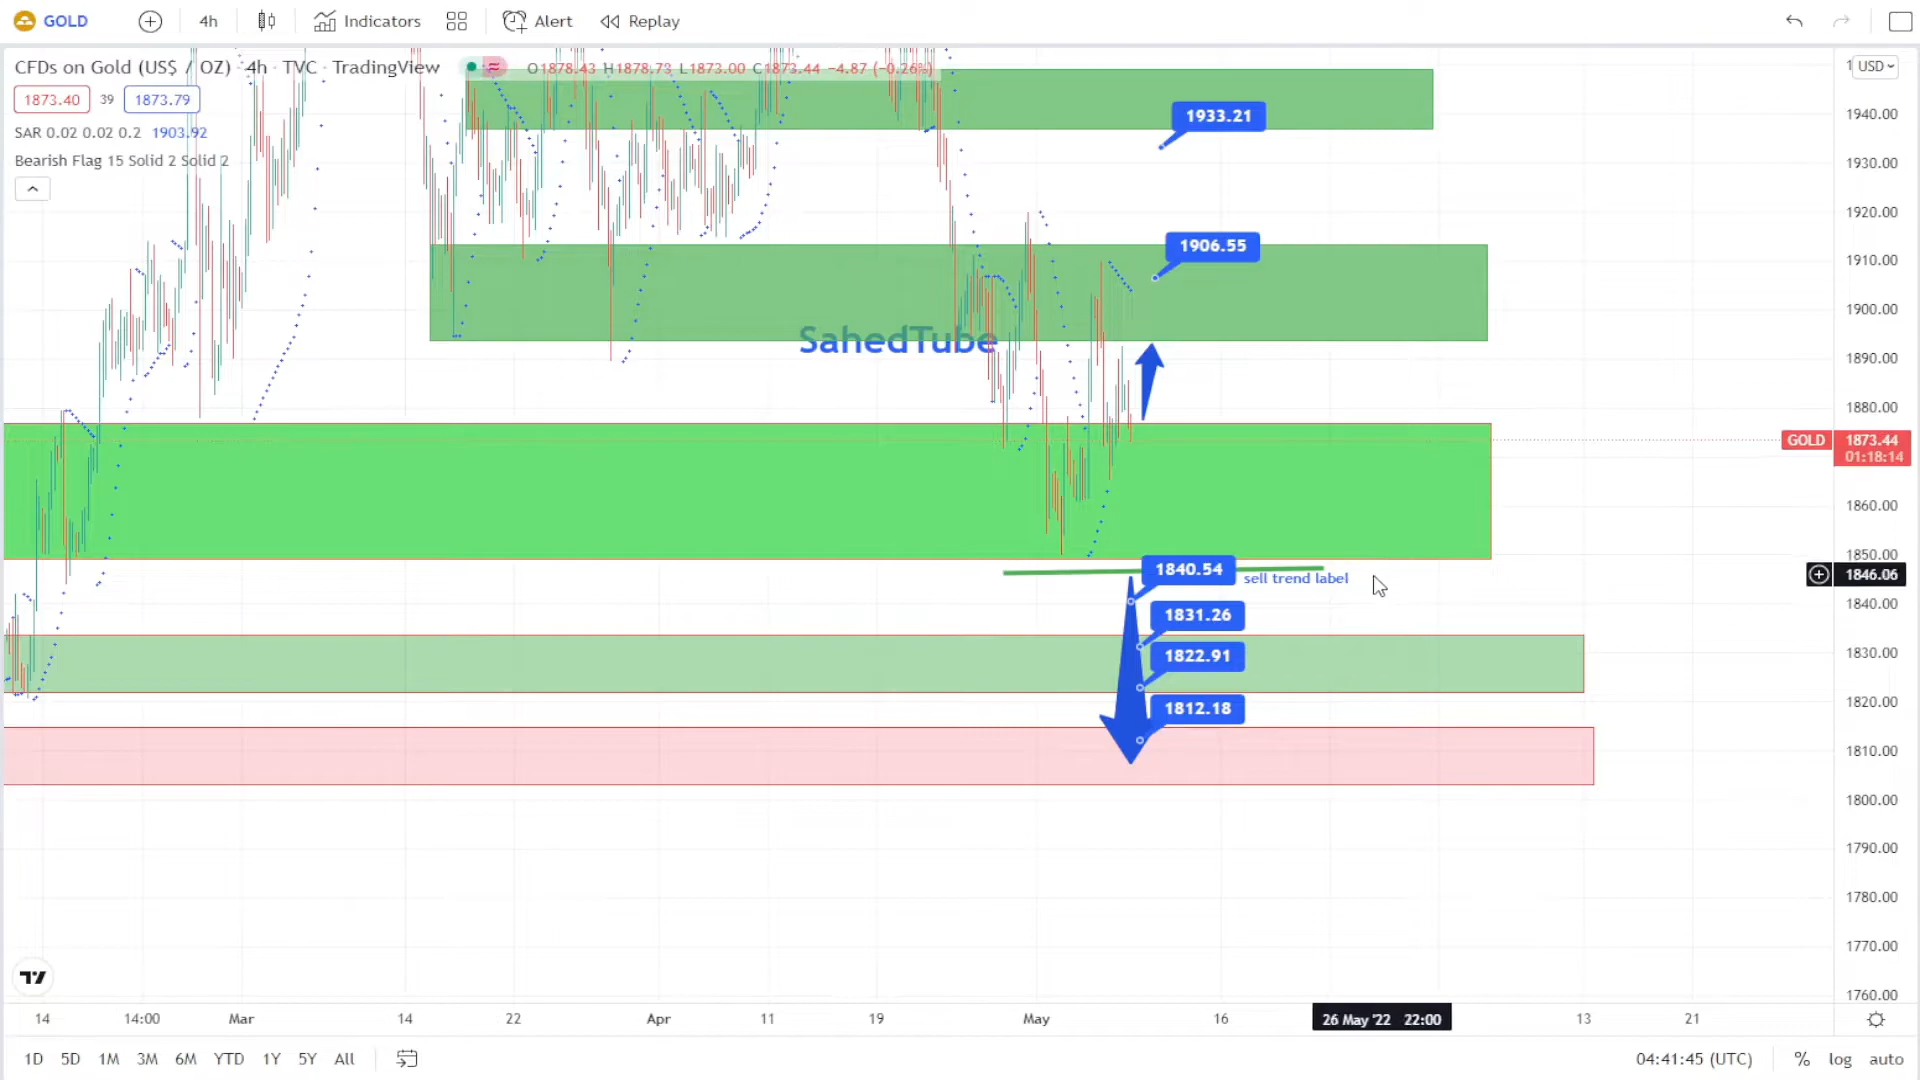 GOLD 4h Indicators Alert Replay
CFDs on Gold (US$ / OZ) · 4h · TVC · TradingView O1878.43 H1878.73 L1873.00 C1873.44 −4.87 (−0.26%)
USD
1873.40 39 1873.79
SAR 0.02 0.02 0.2 1903.92
Bearish Flag 15 Solid 2 Solid 2
1933.21
1906.55
SahedTube
1840.54
sell trend label
1831.26
1822.91
1812.18
1940.00
1930.00
1920.00
1910.00
1900.00
1890.00
1880.00
GOLD 1873.44
01:18:14
1860.00
1850.00
1846.06
1840.00
1830.00
1820.00
1810.00
1800.00
1790.00
1780.00
1770.00
1760.00
14 14:00 Mar 14 22 Apr 11 19 May 16 26 May '22 22:00 13 21
1D 5D 1M 3M 6M YTD 1Y 5Y All 04:41:45 (UTC) % log auto